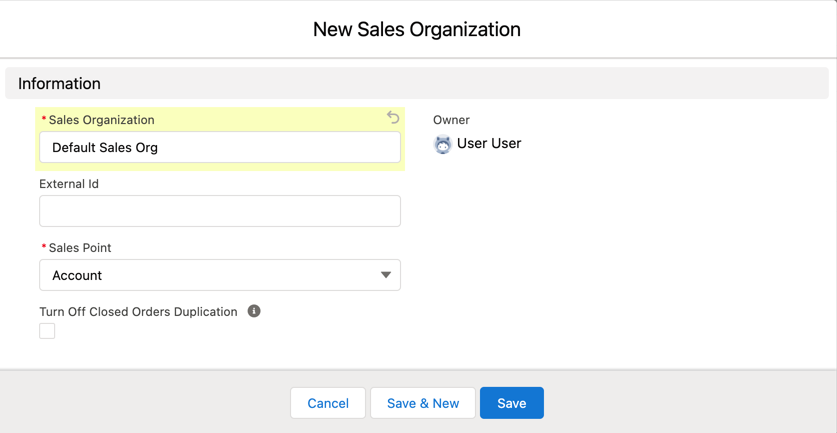 New Sales Organization
Information
* Sales Organization
Default Sales Org
Owner
User User
External Id
* Sales Point
Account
Turn Off Closed Orders Duplication
Cancel
Save & New
Save